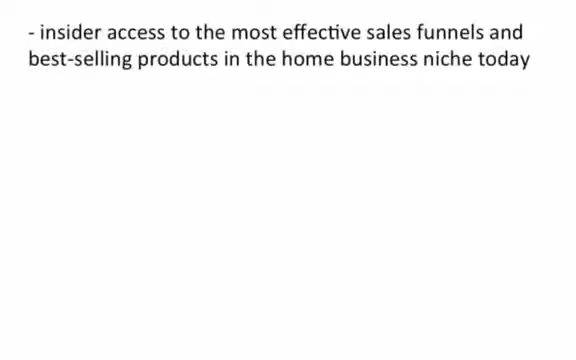 - insider access to the most effective sales funnels and
best-selling products in the home business niche today